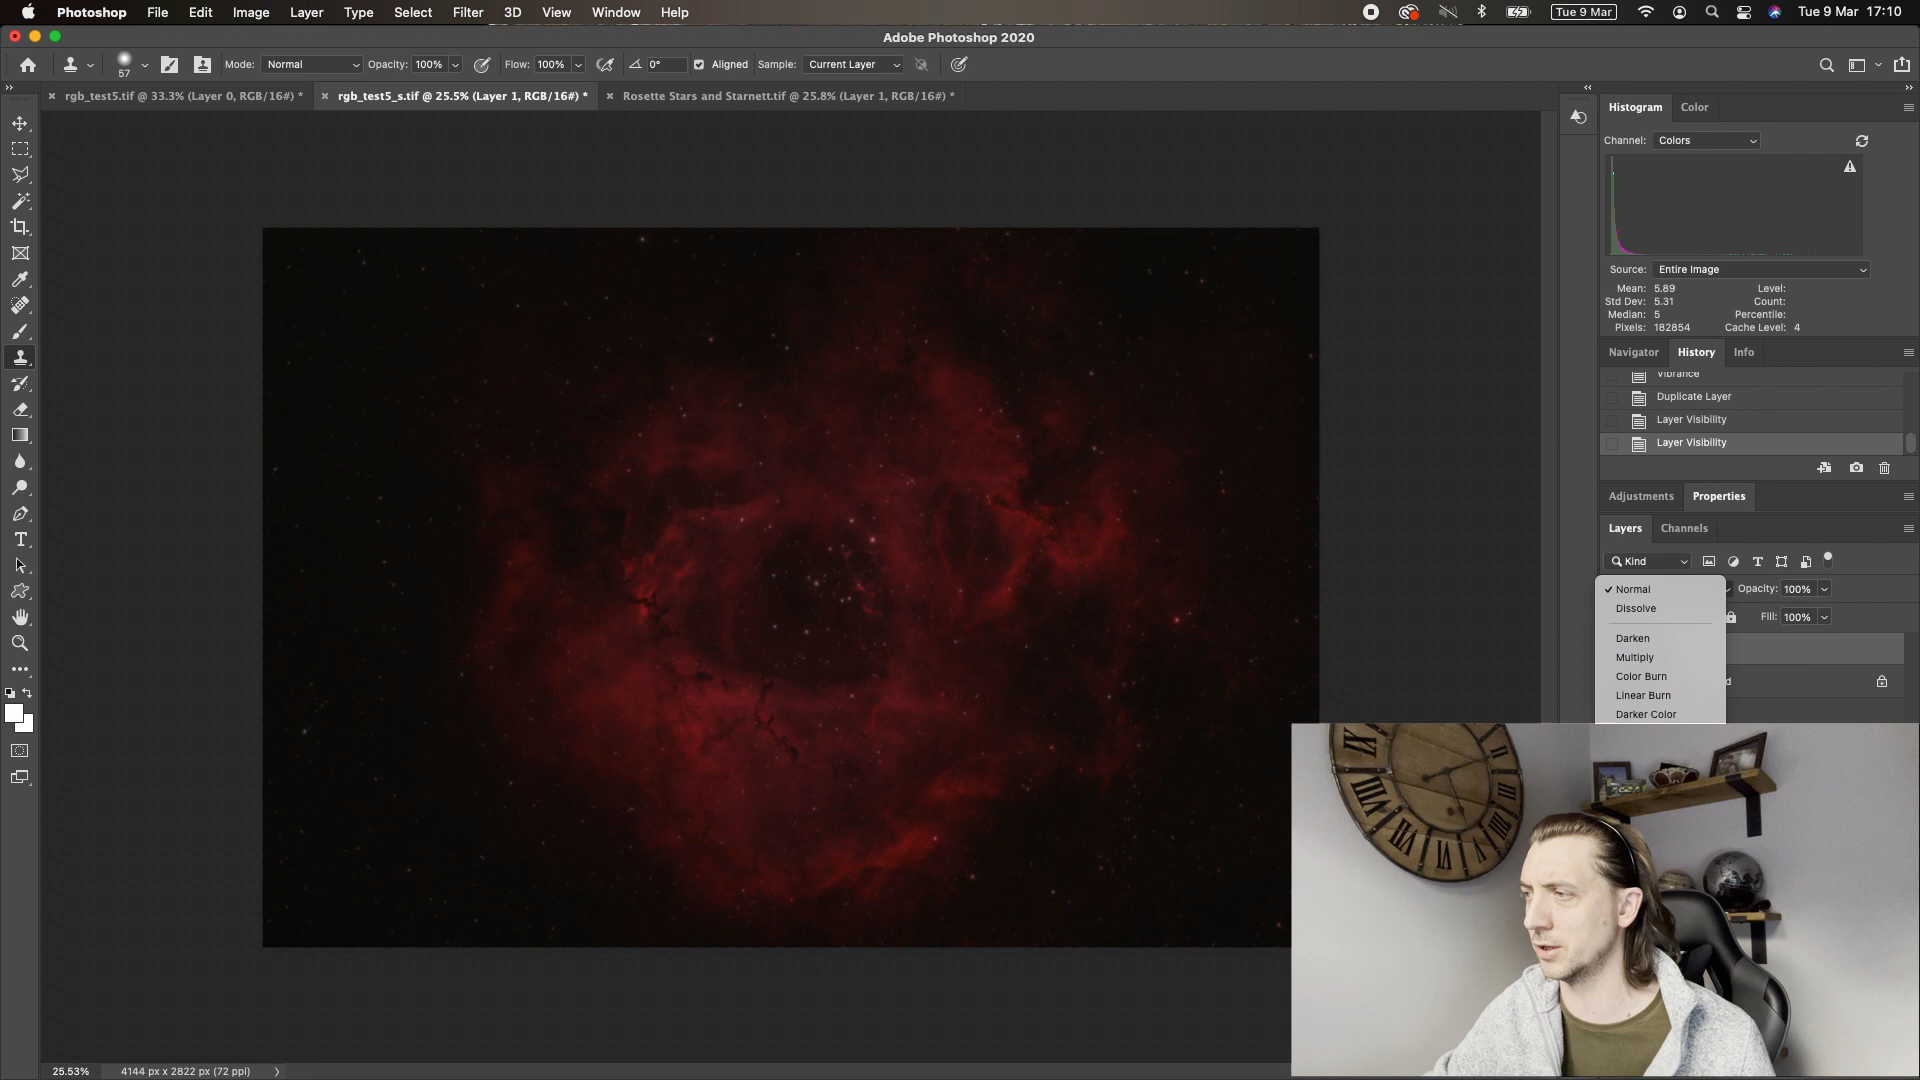 Photoshop File Edit Image Layer Type Select Filter 3D View Window Help
Tue 9 Mar Tue 9 Mar 17:10
Adobe Photoshop 2020
57 Mode: Normal Opacity: 100% Flow: 100% 0° Aligned Sample: Current Layer
rgb_test5.tif @ 33.3% (Layer 0, RGB/16#) *
rgb_test5_s.tif @ 25.5% (Layer 1, RGB/16#) *
Rosette Stars and Starnett.tif @ 25.8% (Layer 1, RGB/16#) *
Histogram Color
Channel: Colors
Source: Entire Image
Mean: 5.89 Level:
Std Dev: 5.31 Count:
Median: 5 Percentile:
Pixels: 182854 Cache Level: 4
Navigator History Info
Vibrance
Duplicate Layer
Layer Visibility
Layer Visibility
Adjustments Properties
Layers Channels
Kind
Normal Opacity: 100%
Dissolve
Fill: 100%
Darken
Multiply
Color Burn
Linear Burn
Darker Color
25.53% 4144 px x 2822 px (72 ppi)